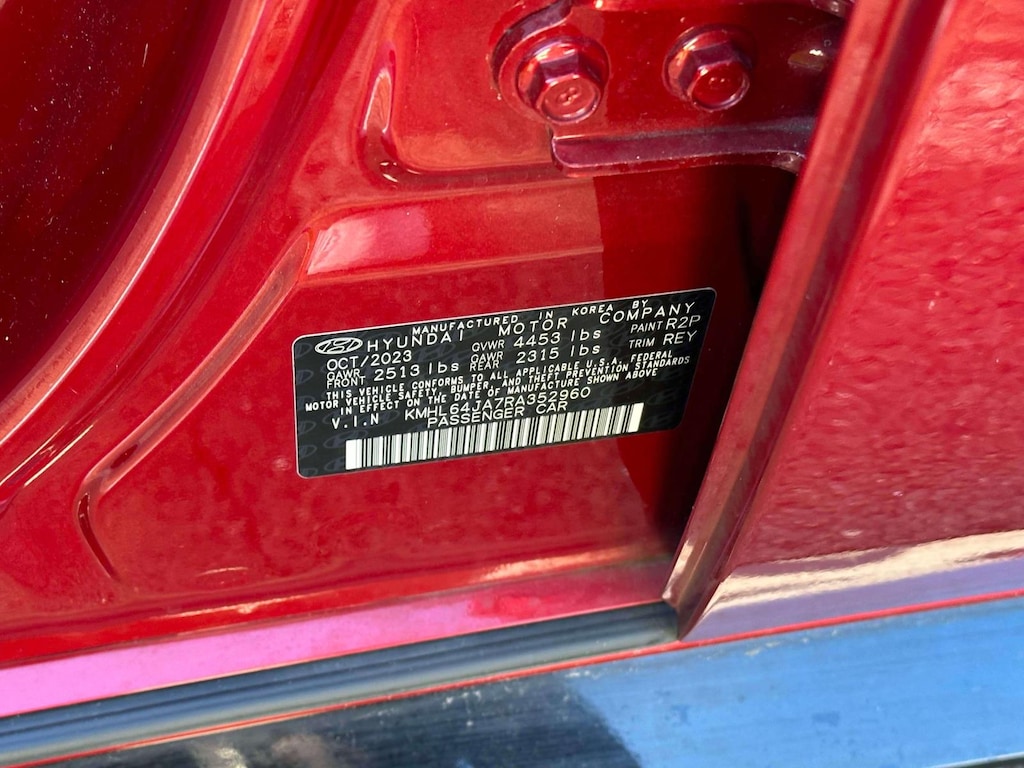 MANUFACTURED IN KOREA BY
HYUNDAI MOTOR COMPANY
OCT/2023 GVWR 4453 lbs PAINT R2P
GAWR FRONT 2513 lbs GAWR REAR 2315 lbs TRIM REY
THIS VEHICLE CONFORMS TO ALL APPLICABLE U.S.A. FEDERAL
MOTOR VEHICLE SAFETY, BUMPER, AND THEFT PREVENTION STANDARDS
IN EFFECT ON THE DATE OF MANUFACTURE SHOWN ABOVE
V.I.N KMHL64JA7RA352960
PASSENGER CAR